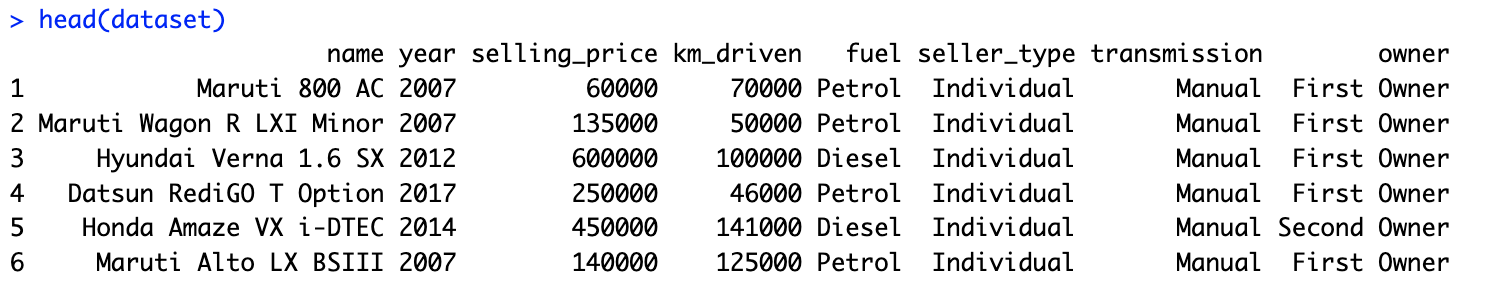 > head(dataset)
name year selling_price km_driven fuel seller_type transmission owner
1 Maruti 800 AC 2007 60000 70000 Petrol Individual Manual First Owner
2 Maruti Wagon R LXI Minor 2007 135000 50000 Petrol Individual Manual First Owner
3 Hyundai Verna 1.6 SX 2012 600000 100000 Diesel Individual Manual First Owner
4 Datsun RediGO T Option 2017 250000 46000 Petrol Individual Manual First Owner
5 Honda Amaze VX i-DTEC 2014 450000 141000 Diesel Individual Manual Second Owner
6 Maruti Alto LX BSIII 2007 140000 125000 Petrol Individual Manual First Owner